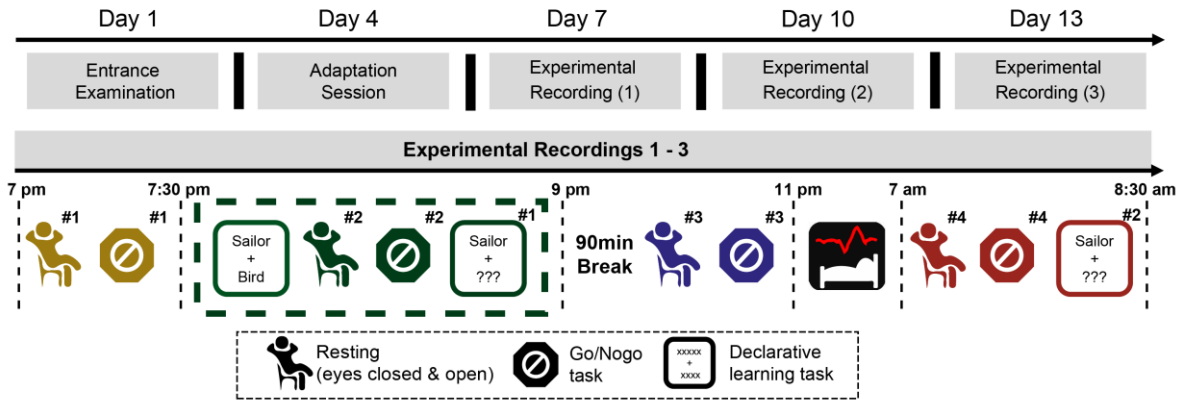 Day 1 Day 4 Day 7 Day 10 Day 13
Entrance Examination
Adaptation Session
Experimental Recording (1)
Experimental Recording (2)
Experimental Recording (3)
Experimental Recordings 1 - 3
7 pm 7:30 pm 9 pm 11 pm 7 am 8:30 am
#1 #1 #2 #2 #1 #3 #3 #4 #4 #2
Sailor
+
Bird
Sailor
+
???
90min
Break
Sailor
+
???
Resting
(eyes closed & open)
Go/Nogo
task
xxxxx
+
xxxx
Declarative
learning task